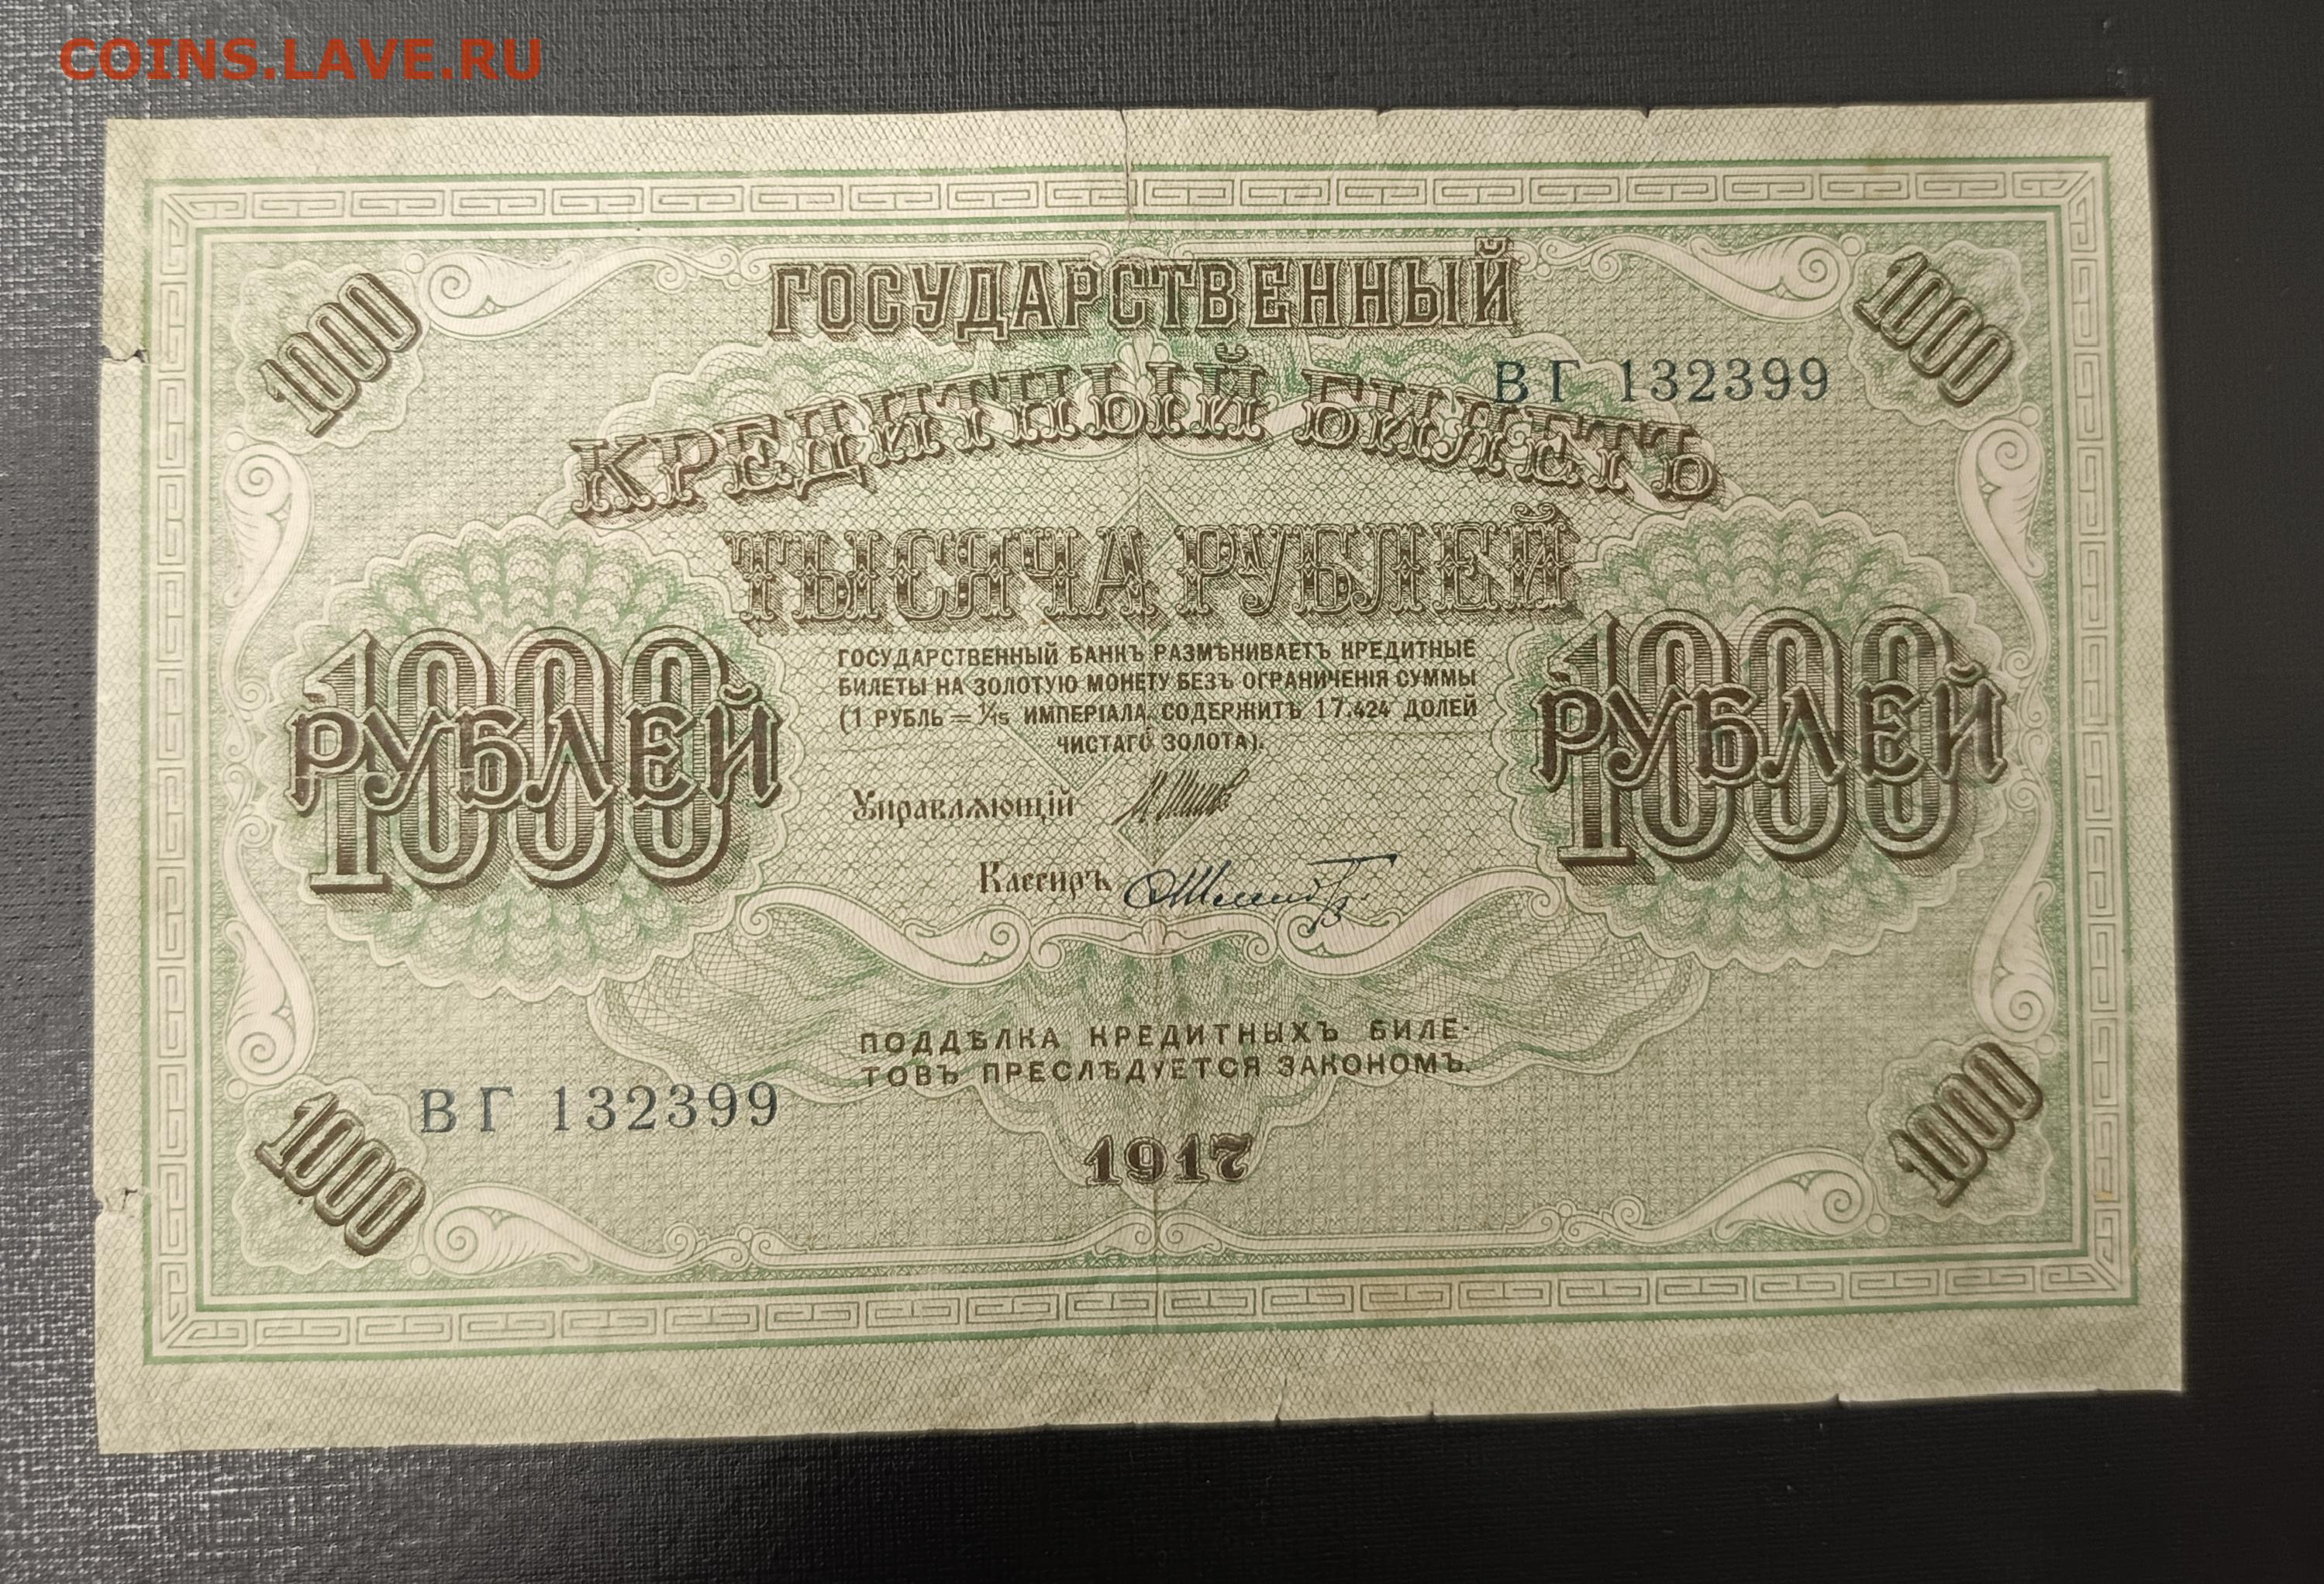 COINS.LAVE.RU
1000
ГОСУДАРСТВЕННЫЙ
1000
ВГ 132399
КРЕДИТНЫЙ БИЛЕТЪ
ТЫСЯЧА РУБЛЕЙ
1000
РУБЛЕЙ
ГОСУДАРСТВЕННЫЙ БАНКЪ РАЗМѢНИВАЕТЪ КРЕДИТНЫЕ
БИЛЕТЫ НА ЗОЛОТУЮ МОНЕТУ БЕЗЪ ОГРАНИЧЕНІЯ СУММЫ
(1 РУБЛЬ = 1/15 ИМПЕРІАЛА, СОДЕРЖИТЪ 17,424 ДОЛЕЙ
ЧИСТАГО ЗОЛОТА).
1000
РУБЛЕЙ
Управляющій
Кассиръ
ПОДДѢЛКА КРЕДИТНЫХЪ БИЛЕ-
ТОВЪ ПРЕСЛѢДУЕТСЯ ЗАКОНОМЪ.
ВГ 132399
1000
1917
1000